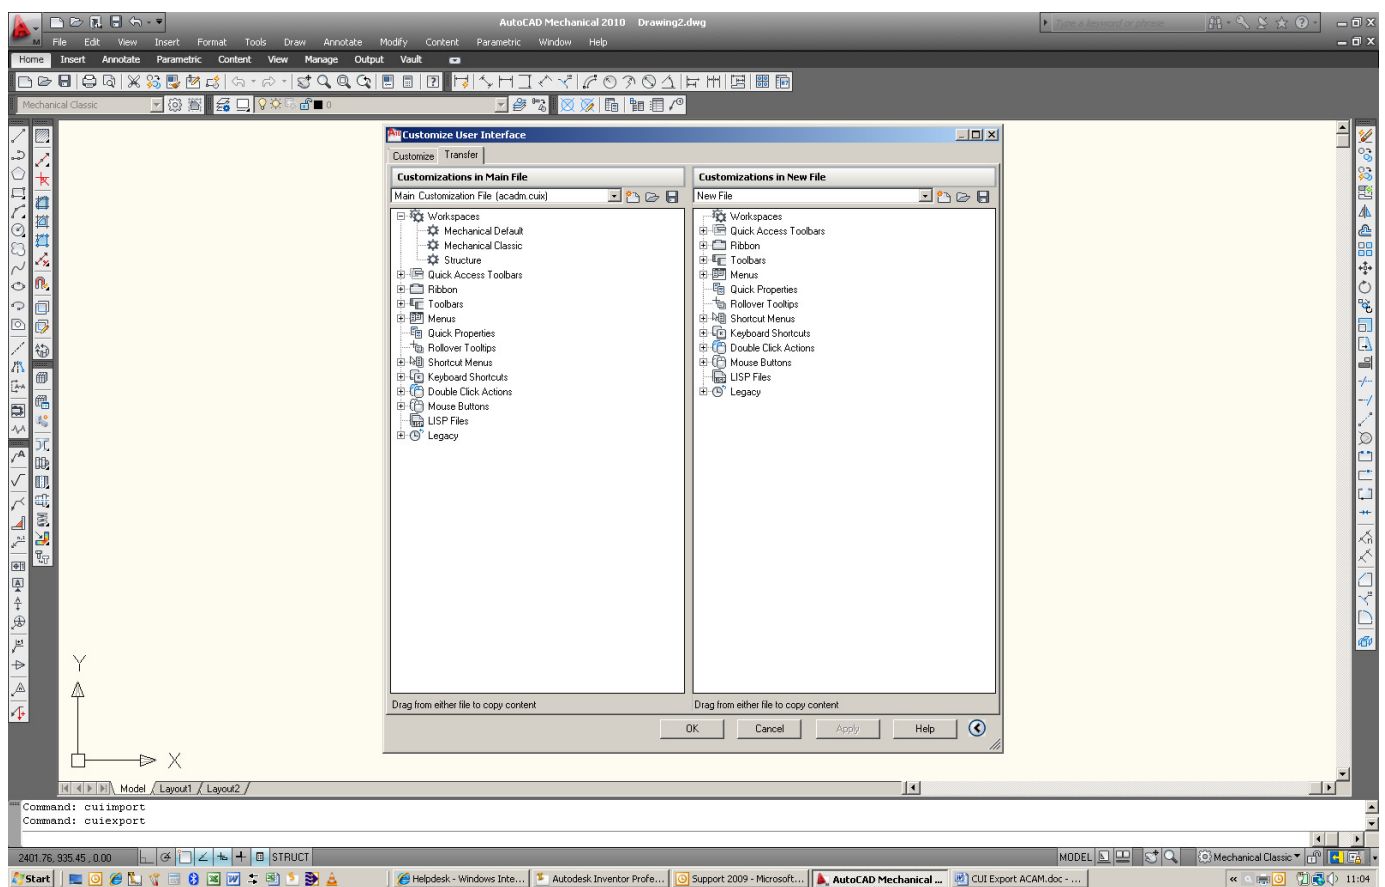 AutoCAD Mechanical 2010 Drawing2.dwg
Type a keyword or phrase
File Edit View Insert Format Tools Draw Annotate Modify Content Parametric Window Help
Home Insert Annotate Parametric Content View Manage Output Vault
Mechanical Classic
0
Customize User Interface
Customize Transfer
Customizations in Main File
Main Customization File (acadm.cuix)
Workspaces
Mechanical Default
Mechanical Classic
Structure
Quick Access Toolbars
Ribbon
Toolbars
Menus
Quick Properties
Rollover Tooltips
Shortcut Menus
Keyboard Shortcuts
Double Click Actions
Mouse Buttons
LISP Files
Legacy
Drag from either file to copy content
Customizations in New File
New File
Workspaces
Quick Access Toolbars
Ribbon
Toolbars
Menus
Quick Properties
Rollover Tooltips
Shortcut Menus
Keyboard Shortcuts
Double Click Actions
Mouse Buttons
LISP Files
Legacy
Drag from either file to copy content
OK Cancel Apply Help
Y
X
Model Layout1 Layout2
Command: cuiimport
Command: cuiexport
2401.76, 935.45 , 0.00 STRUCT MODEL Mechanical Classic
Start Helpdesk - Windows Inte... Autodesk Inventor Profe... Support 2009 - Microsoft... AutoCAD Mechanical ... CUI Export ACAM.doc - ... 11:04